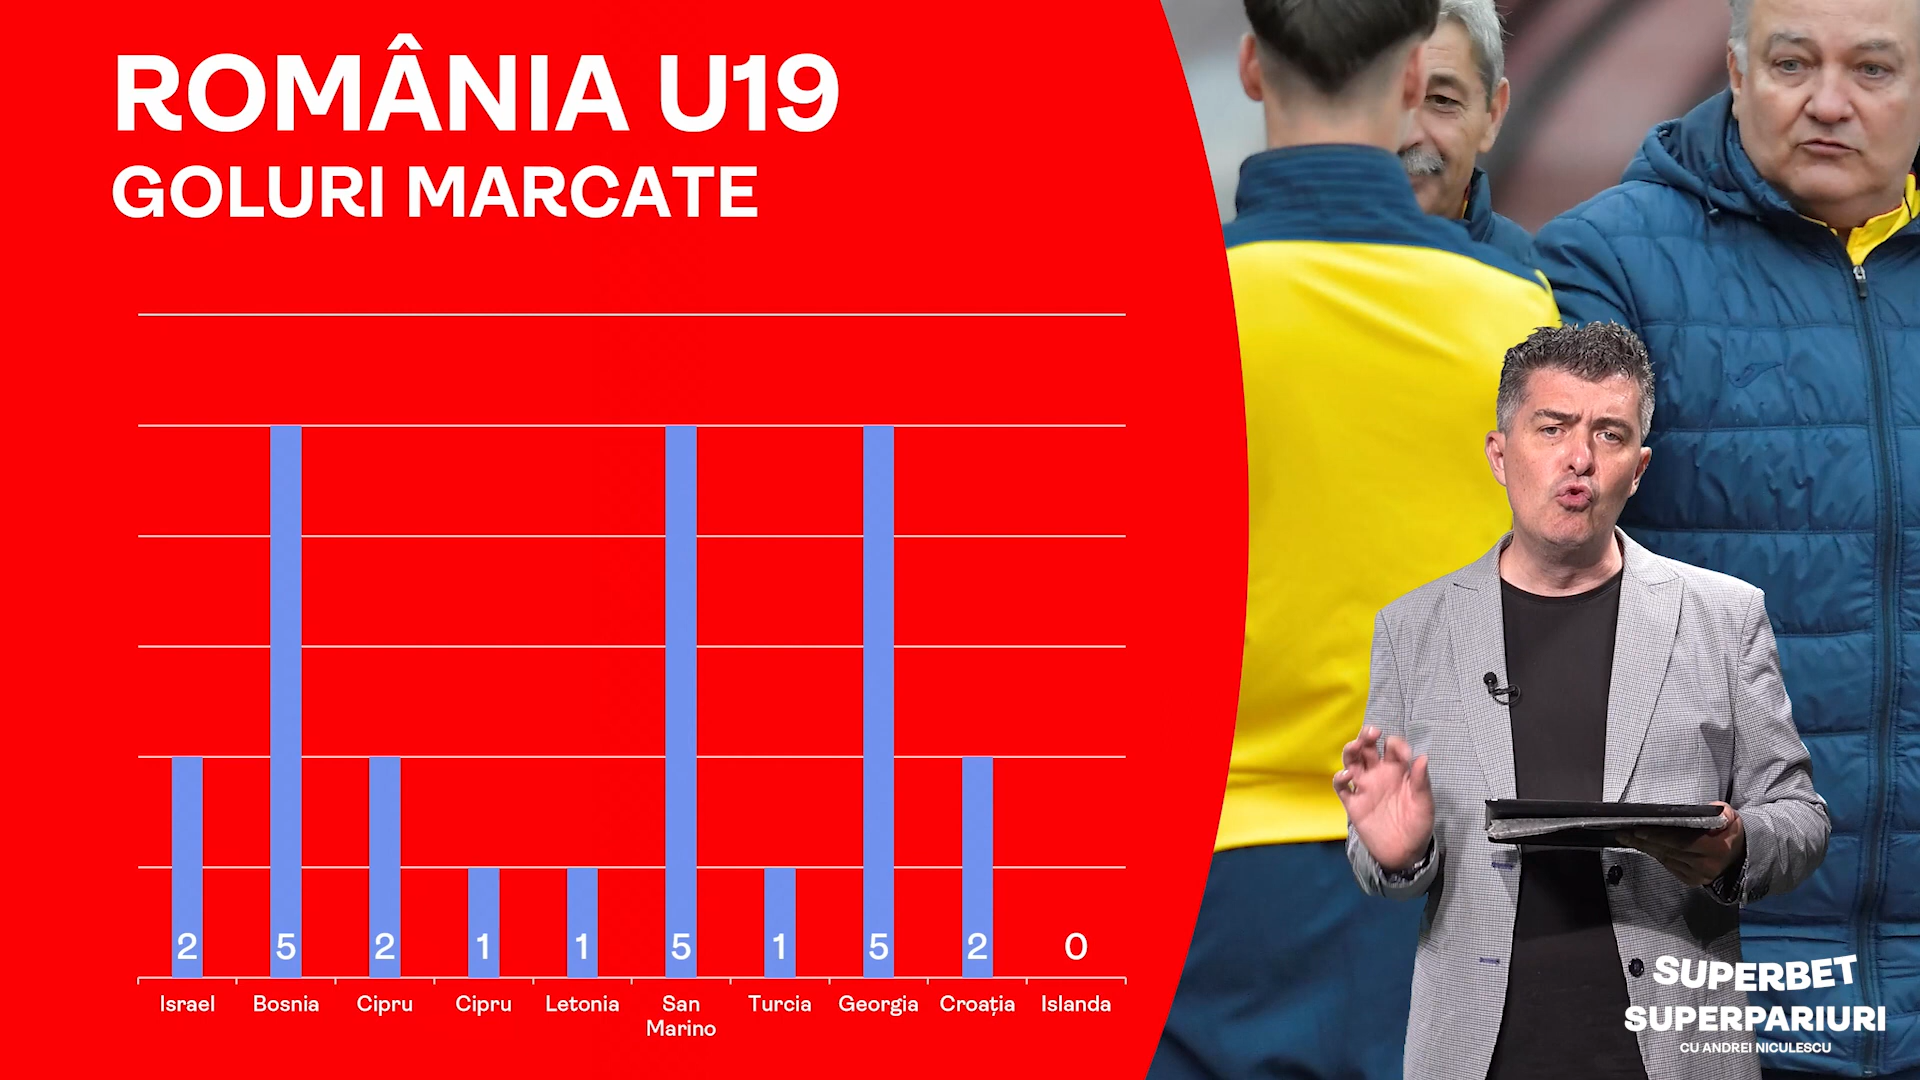 ROMÂNIA U19
GOLURI MARCATE
2 5 2 1 1 5 1 5 2 0
Israel Bosnia Cipru Cipru Letonia San Marino Turcia Georgia Croația Islanda
SUPERBET
SUPERPARIURI
CU ANDREI NICULESCU